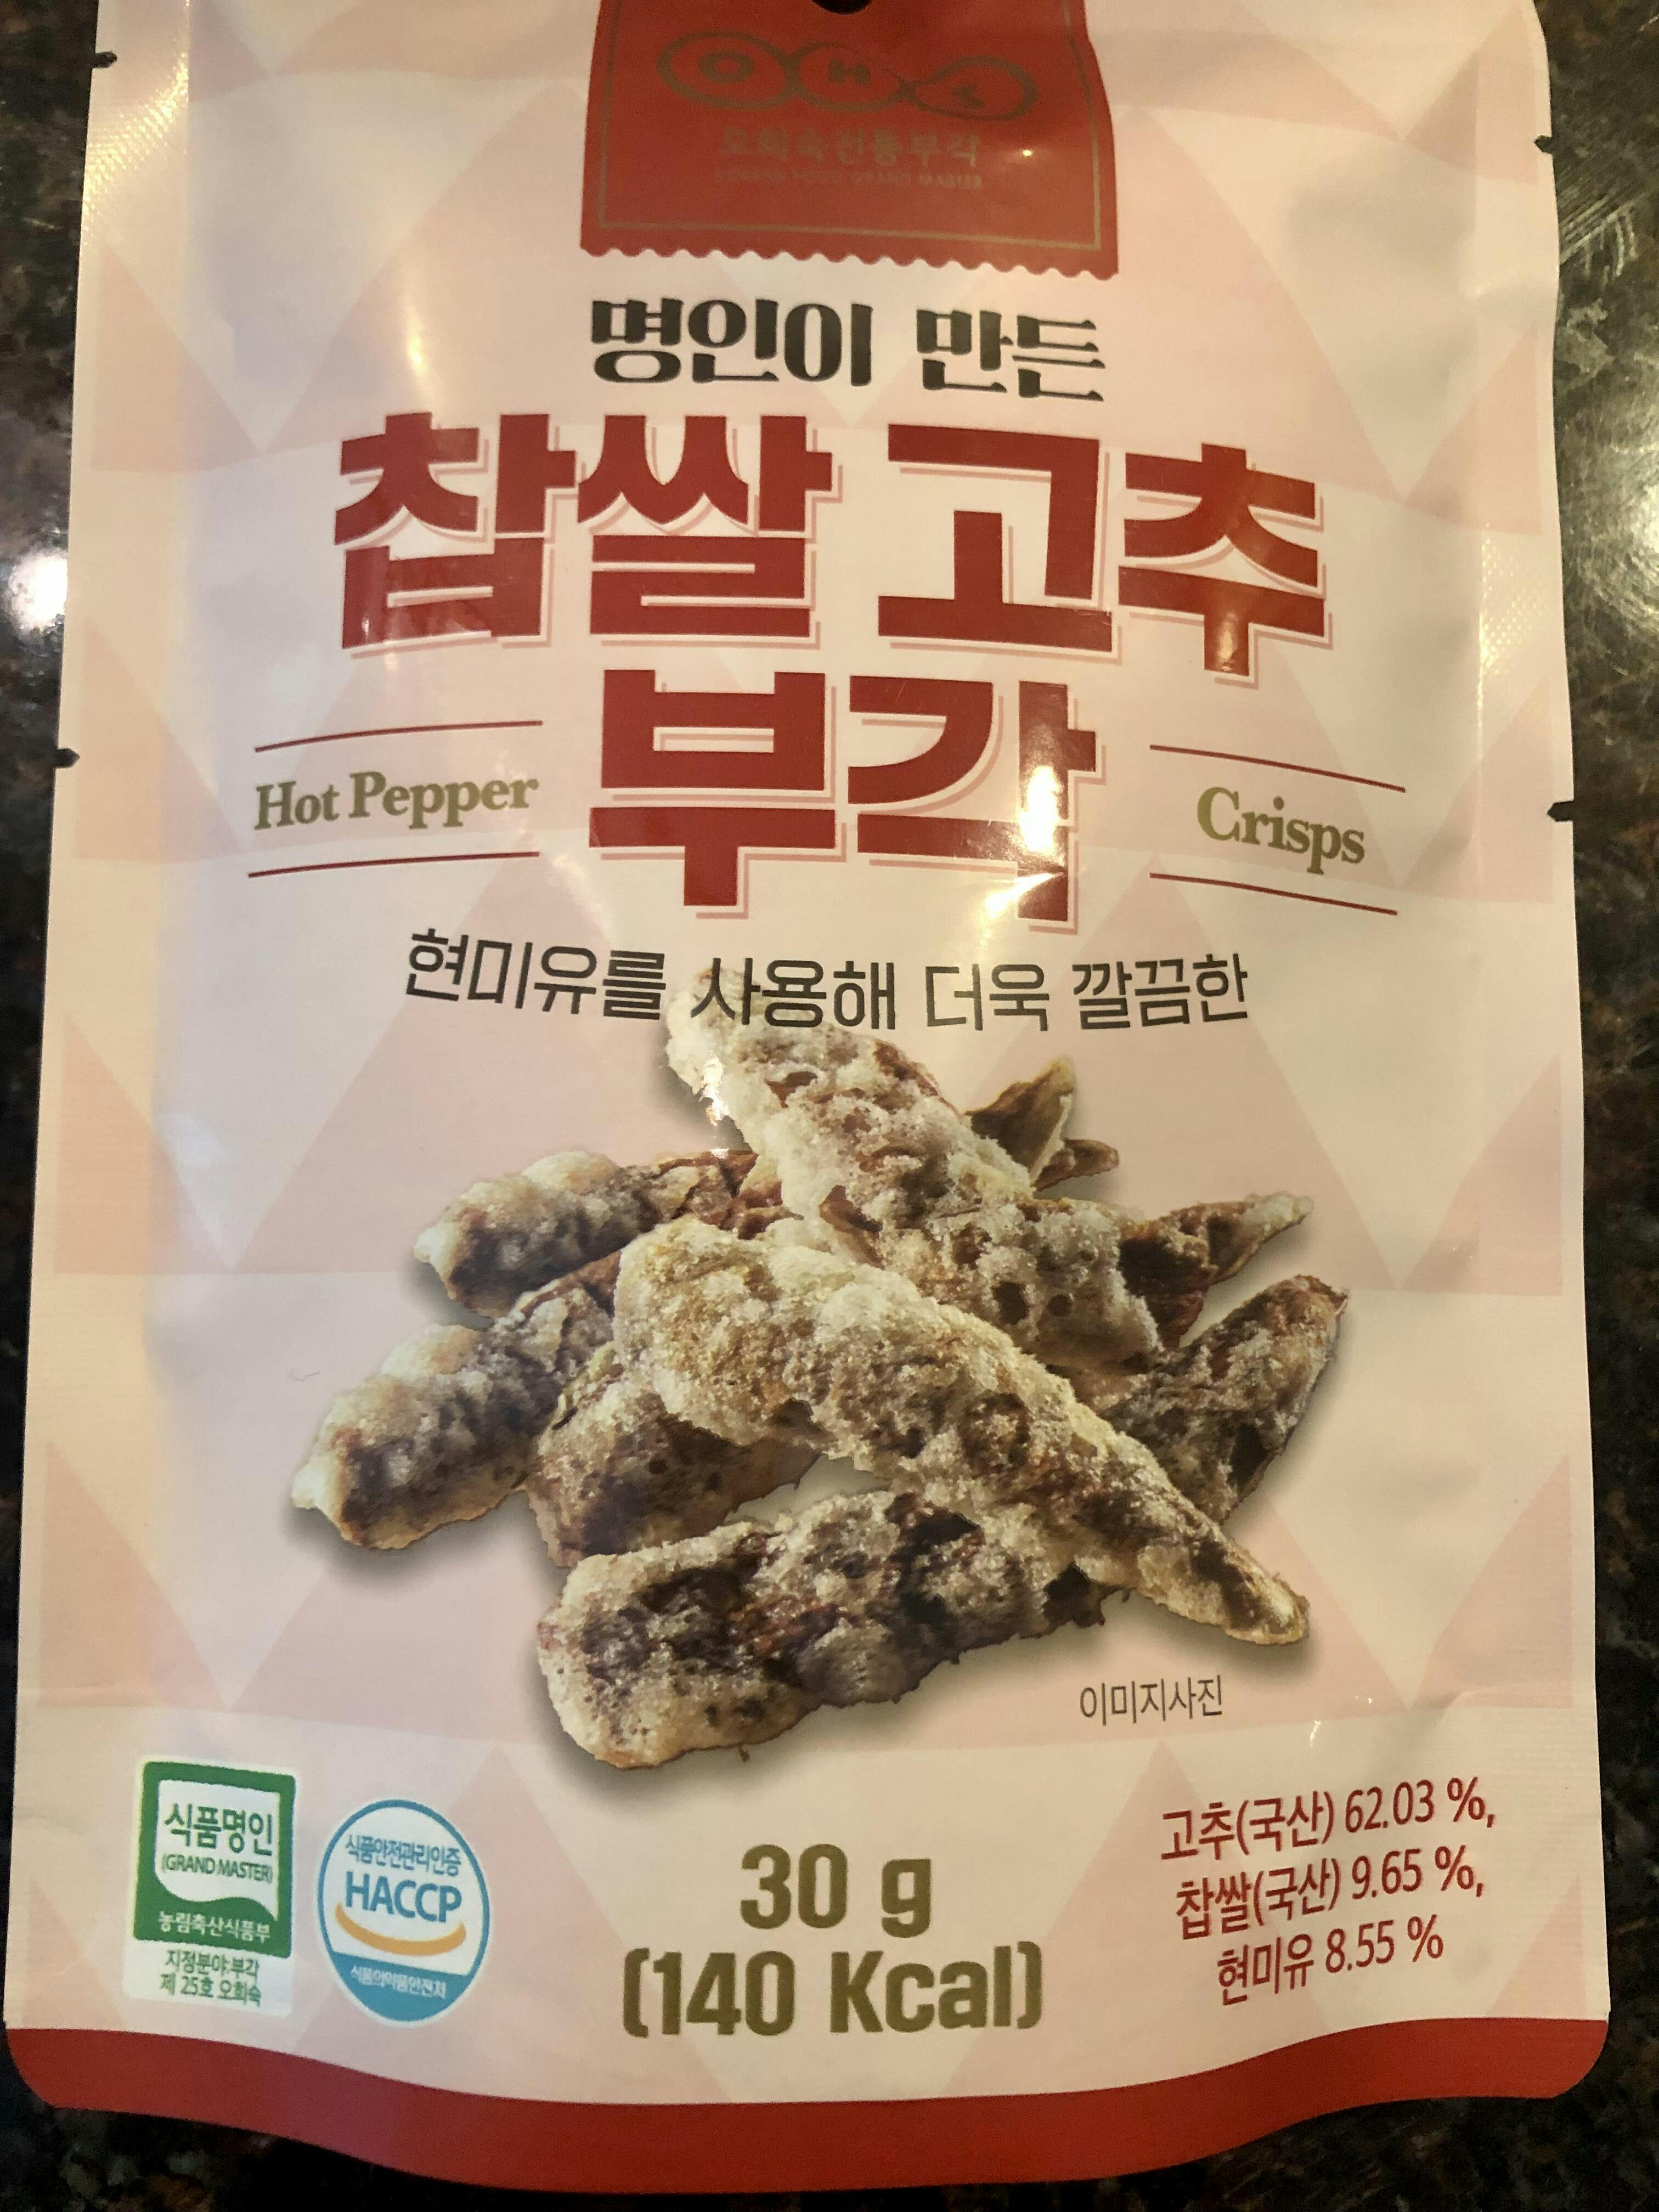 OHS
오희숙전통부각
KOREAN FOOD GRAND MASTER
명인이 만든
찹쌀 고추
부각
Hot Pepper
Crisps
현미유를 사용해 더욱 깔끔한
이미지사진
식품명인
(GRAND MASTER)
농림축산식품부
지정분야:부각
제 25호 오희숙
식품안전관리인증
HACCP
식품의약품안전처
30 g
(140 Kcal)
고추(국산) 62.03 %,
찹쌀(국산) 9.65 %,
현미유 8.55 %